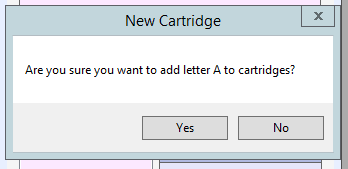 New Cartridge
x
Are you sure you want to add letter A to cartridges?
Yes
No